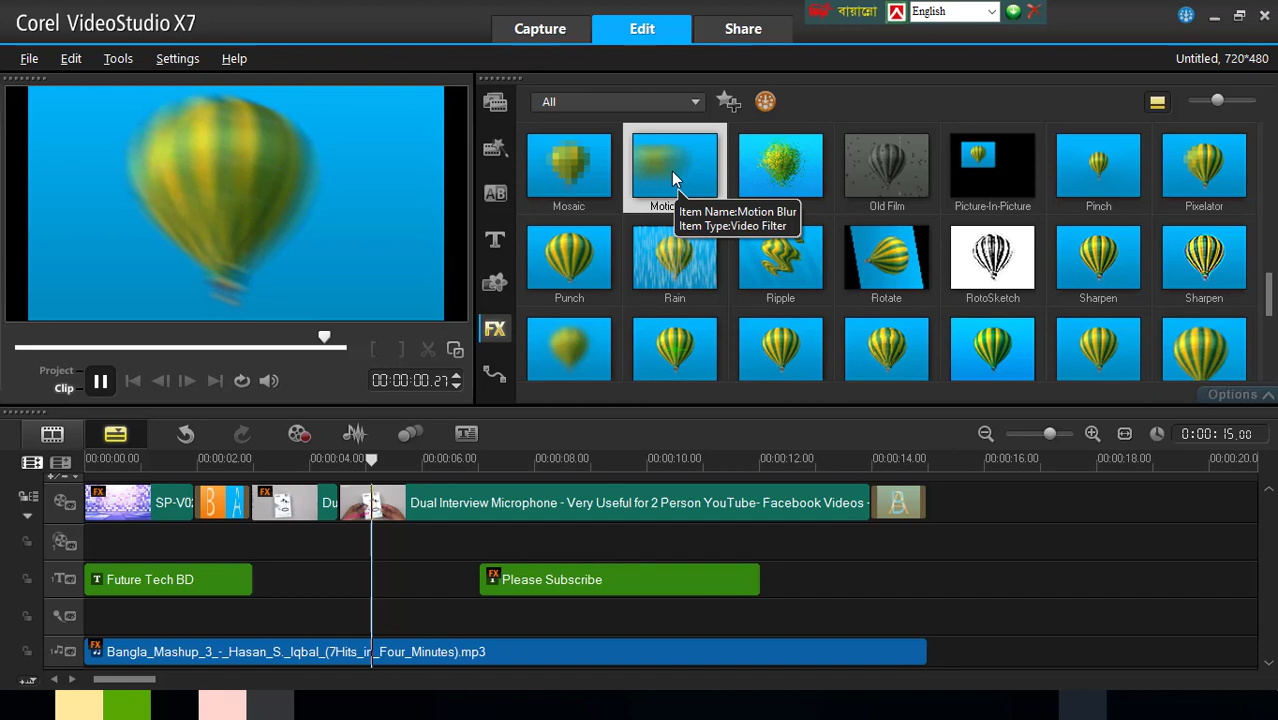 Corel VideoStudio X7
Capture
Edit
Share
বায়ান্নো
English
File
Edit
Tools
Settings
Help
Untitled, 720*480
All
Mosaic
Old Film
Picture-In-Picture
Pinch
Pixelator
Item Name:Motion Blur
Item Type:Video Filter
Punch
Rain
Ripple
Rotate
RotoSketch
Sharpen
Sharpen
AB
T
FX
Project
Clip
00:00:00.27
Options
0:00:15.00
00:00:00.00
00:00:02.00
00:00:04.00
00:00:06.00
00:00:08.00
00:00:10.00
00:00:12.00
00:00:14.00
00:00:16.00
00:00:18.00
00:00:20.0
FX
SP-V02
B A
FX
Du
Dual Interview Microphone - Very Useful for 2 Person YouTube- Facebook Videos -
T Future Tech BD
FX Please Subscribe
FX Bangla_Mashup_3_-_Hasan_S._Iqbal_(7Hits_in_Four_Minutes).mp3